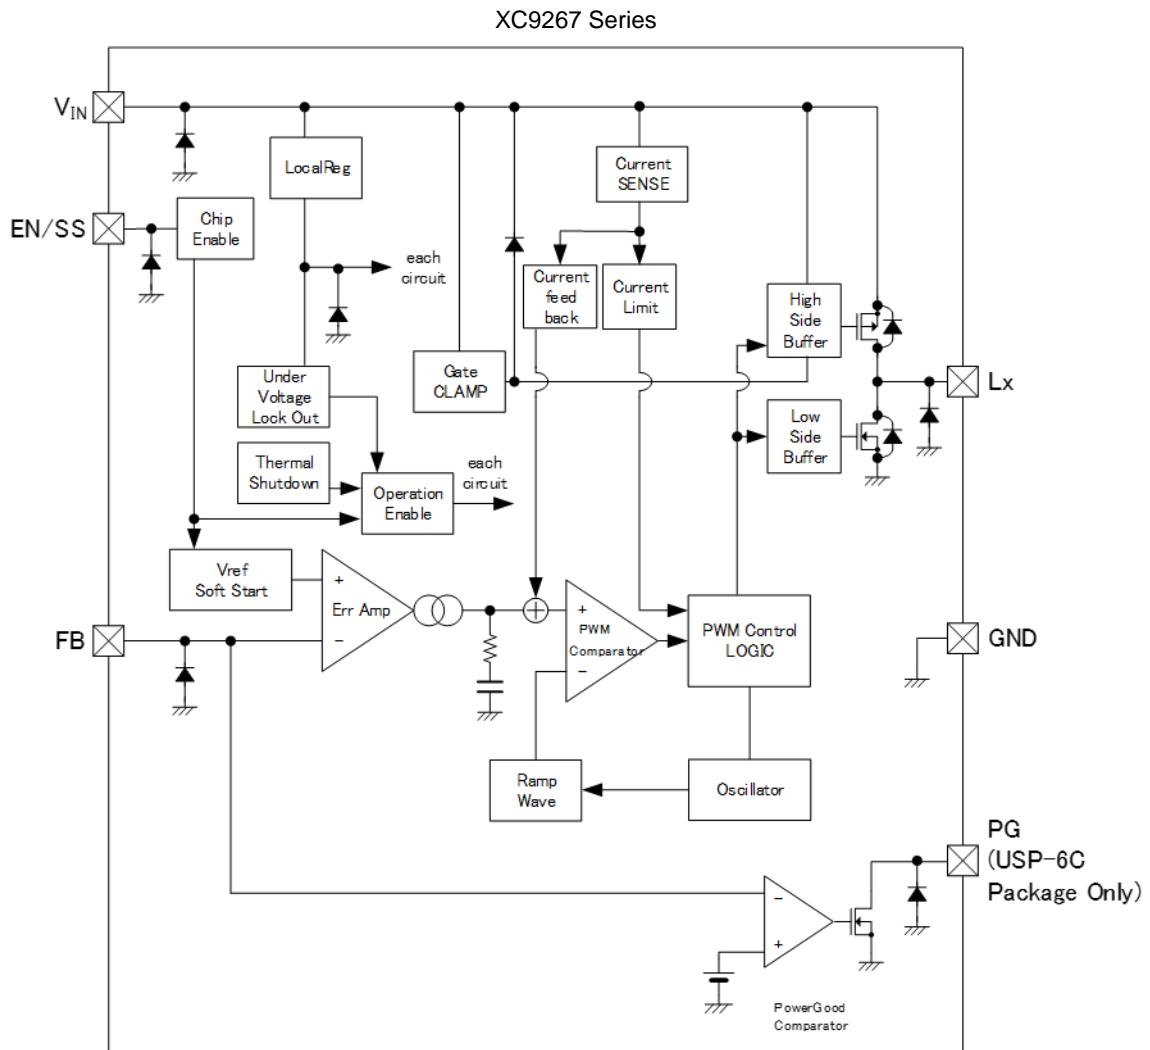 XC9267 Series
VIN
LocalReg
Current
SENSE
EN/SS
Chip
Enable
each
circuit
Current
feed
back
Current
Limit
High
Side
Buffer
Gate
CLAMP
Under
Voltage
Lock Out
Lx
Low
Side
Buffer
Thermal
Shutdown
each
circuit
Operation
Enable
Vref
Soft Start
+
Err Amp
−
+
PWM
Comparator
−
PWM Control
LOGIC
FB
GND
Ramp
Wave
Oscillator
PG
(USP-6C
Package Only)
−
+
PowerGood
Comparator